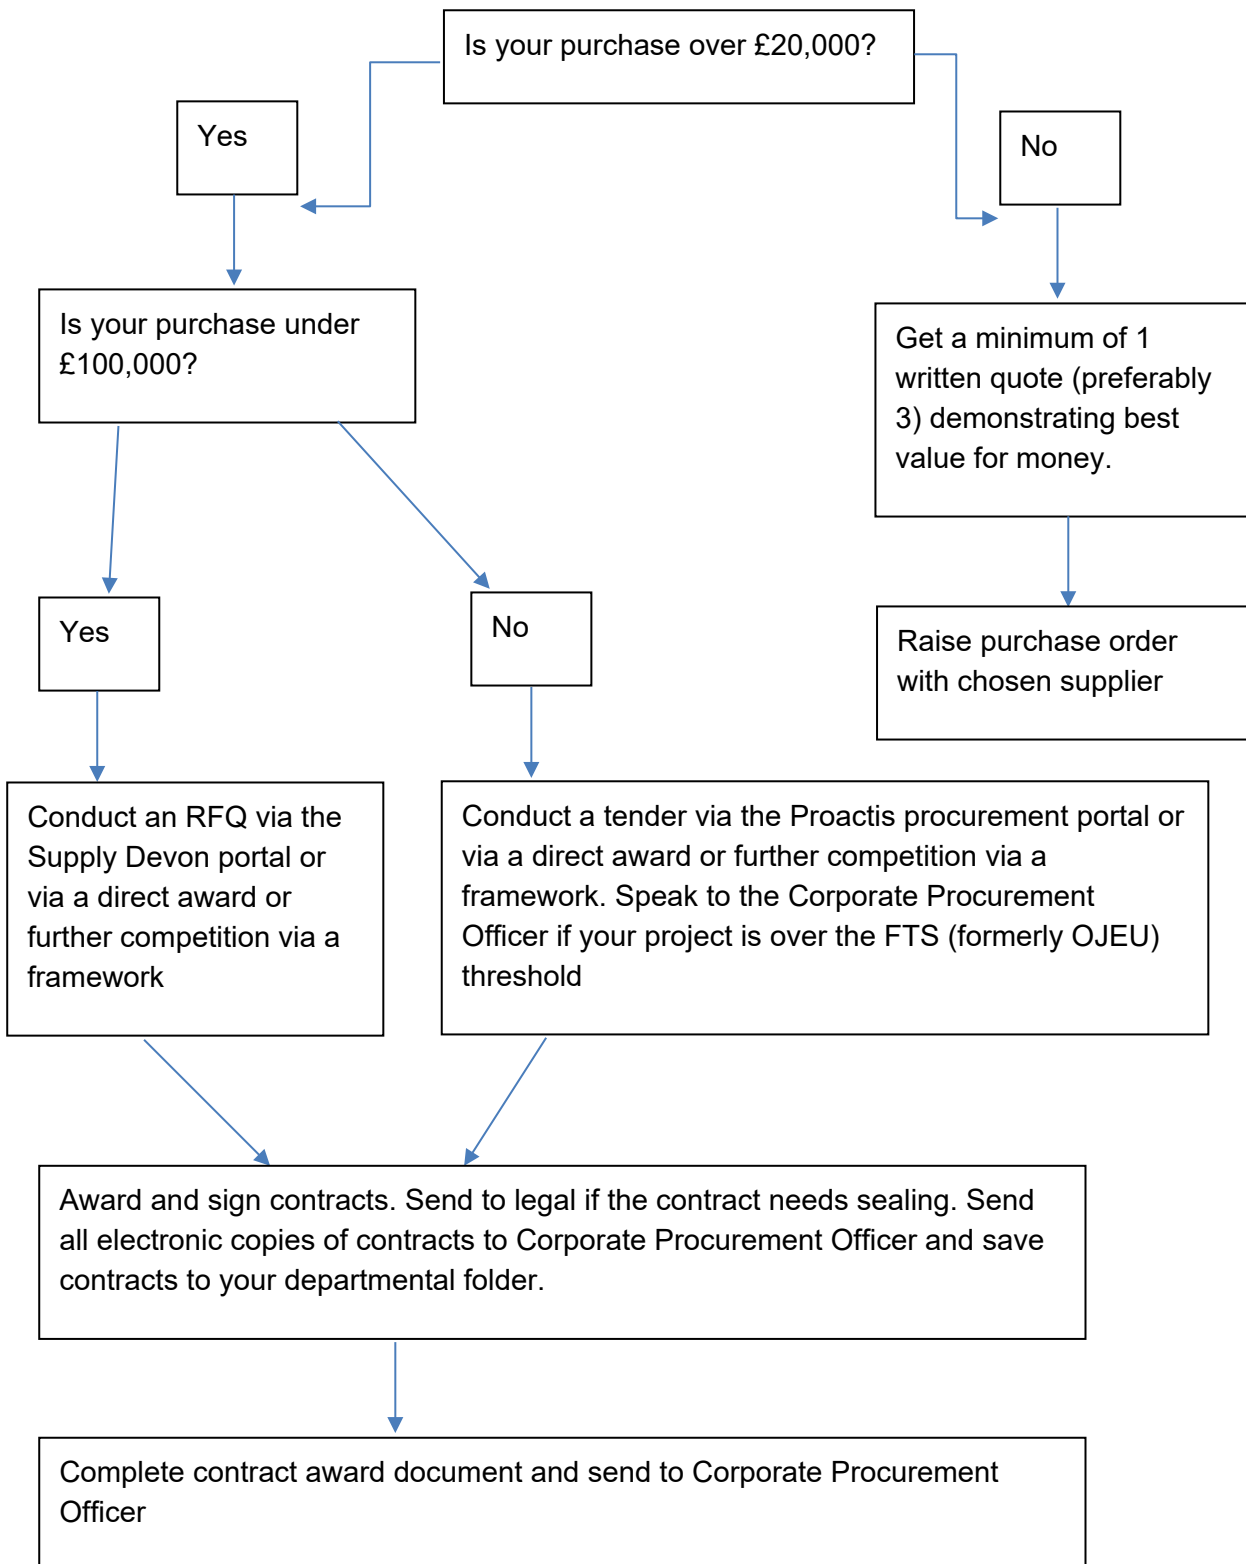 Is your purchase over £20,000?
Yes
No
Is your purchase under
£100,000?
Get a minimum of 1
written quote (preferably
3) demonstrating best
value for money.
Yes
No
Raise purchase order
with chosen supplier
Conduct an RFQ via the
Supply Devon portal or
via a direct award or
further competition via a
framework
Conduct a tender via the Proactis procurement portal or
via a direct award or further competition via a
framework. Speak to the Corporate Procurement
Officer if your project is over the FTS (formerly OJEU)
threshold
Award and sign contracts. Send to legal if the contract needs sealing. Send
all electronic copies of contracts to Corporate Procurement Officer and save
contracts to your departmental folder.
Complete contract award document and send to Corporate Procurement
Officer